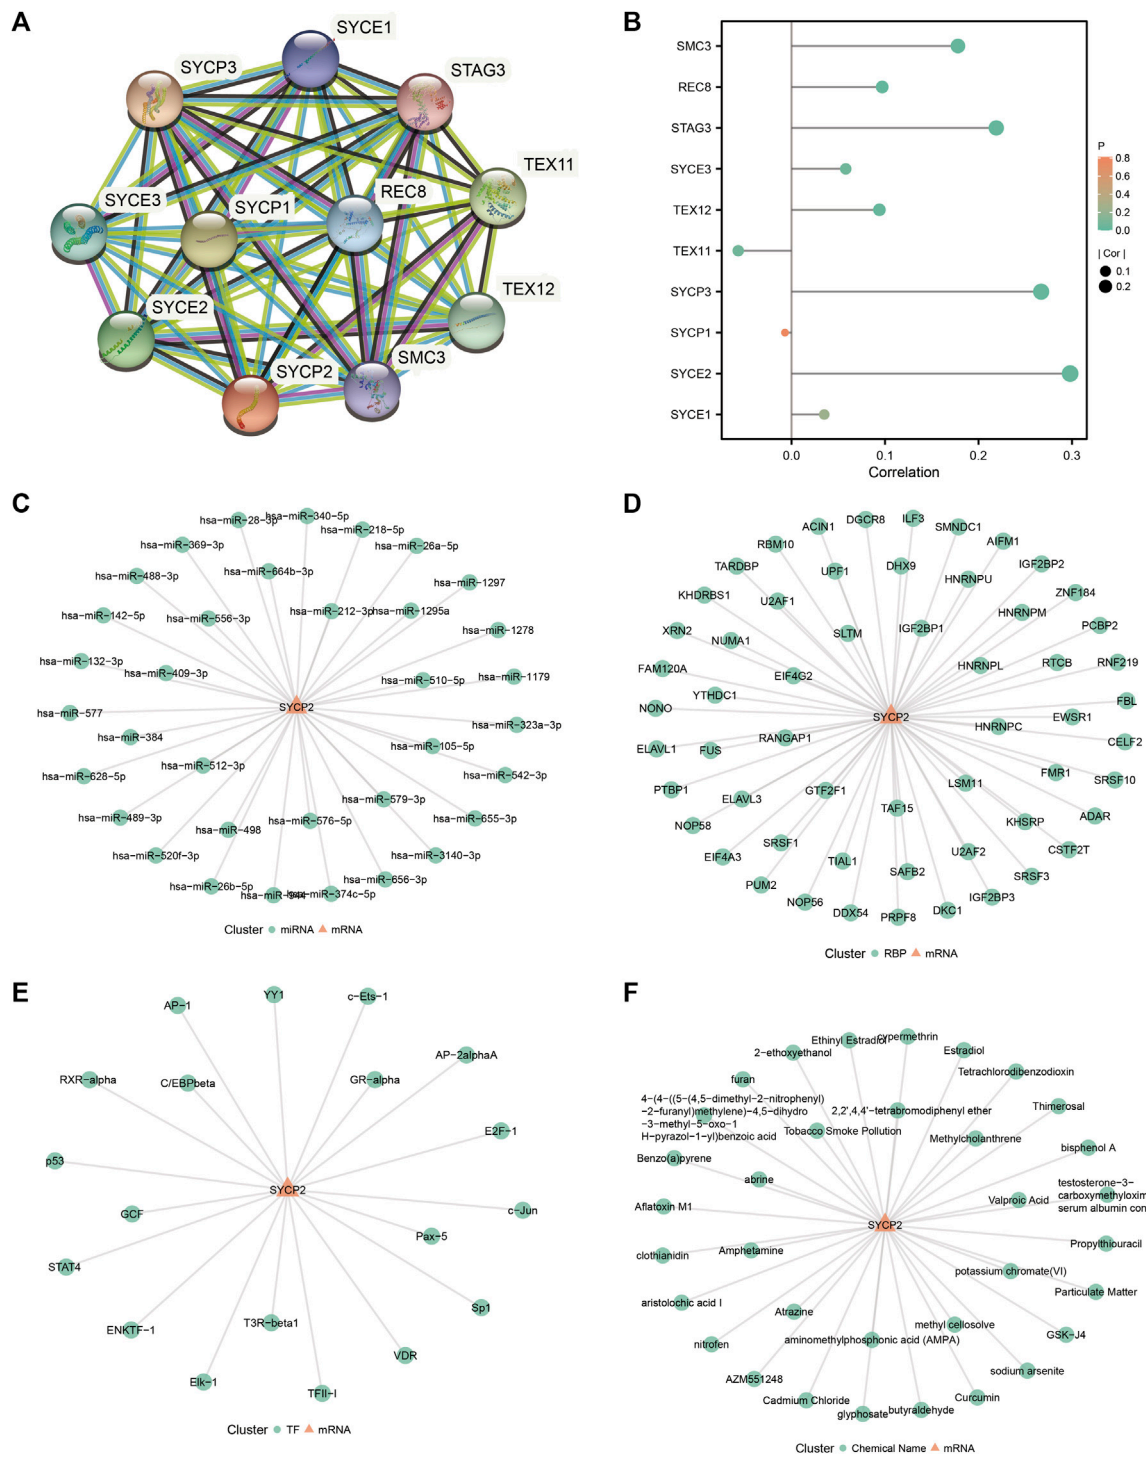 A
SYCE1
SYCP3
STAG3
TEX11
SYCE3
SYCP1
REC8
TEX12
SYCE2
SYCP2
SMC3
B
SMC3
REC8
STAG3
SYCE3
TEX12
TEX11
SYCP3
SYCP1
SYCE2
SYCE1
0.0
0.1
0.2
0.3
Correlation
P
0.8
0.6
0.4
0.2
0.0
| Cor |
0.1
0.2
C
hsa−miR−28−3p
hsa−miR−340−5p
hsa−miR−218−5p
hsa−miR−369−3p
hsa−miR−26a−5p
hsa−miR−488−3p
hsa−miR−664b−3p
hsa−miR−1297
hsa−miR−142−5p
hsa−miR−556−3p
hsa−miR−212−3p
hsa−miR−1295a
hsa−miR−1278
hsa−miR−132−3p
hsa−miR−409−3p
hsa−miR−510−5p
hsa−miR−1179
SYCP2
hsa−miR−577
hsa−miR−323a−3p
hsa−miR−384
hsa−miR−105−5p
hsa−miR−512−3p
hsa−miR−628−5p
hsa−miR−542−3p
hsa−miR−579−3p
hsa−miR−489−3p
hsa−miR−576−5p
hsa−miR−655−3p
hsa−miR−498
hsa−miR−520f−3p
hsa−miR−3140−3p
hsa−miR−26b−5p
hsa−miR−656−3p
hsa−miR−944
hsa−miR−374c−5p
Cluster miRNA mRNA
D
ACIN1
DGCR8
ILF3
SMNDC1
RBM10
AIFM1
TARDBP
UPF1
DHX9
HNRNPU
IGF2BP2
KHDRBS1
U2AF1
HNRNPM
ZNF184
XRN2
NUMA1
SLTM
IGF2BP1
PCBP2
FAM120A
EIF4G2
HNRNPL
RTCB
RNF219
NONO
YTHDC1
SYCP2
HNRNPC
EWSR1
FBL
ELAVL1
FUS
RANGAP1
CELF2
PTBP1
ELAVL3
GTF2F1
LSM11
FMR1
SRSF10
NOP58
TAF15
KHSRP
ADAR
EIF4A3
SRSF1
TIAL1
U2AF2
CSTF2T
PUM2
SAFB2
SRSF3
NOP56
DDX54
PRPF8
DKC1
IGF2BP3
Cluster RBP mRNA
E
AP−1
YY1
c−Ets−1
AP−2alphaA
RXR−alpha
C/EBPbeta
GR−alpha
E2F−1
p53
SYCP2
GCF
c−Jun
Pax−5
STAT4
Sp1
ENKTF−1
T3R−beta1
VDR
Elk−1
TFII−I
Cluster TF mRNA
F
Ethinyl Estradiol
cypermethrin
2−ethoxyethanol
Estradiol
furan
Tetrachlorodibenzodioxin
4−(4−((5−(4,5−dimethyl−2−nitrophenyl)
−2−furanyl)methylene)−4,5−dihydro
−3−methyl−5−oxo−1
H−pyrazol−1−yl)benzoic acid
2,2',4,4'−tetrabromodiphenyl ether
Thimerosal
Tobacco Smoke Pollution
Methylcholanthrene
bisphenol A
Benzo(a)pyrene
abrine
testosterone−3−
carboxymethyloxim
serum albumin con
Valproic Acid
Aflatoxin M1
SYCP2
Propylthiouracil
clothianidin
Amphetamine
potassium chromate(VI)
Particulate Matter
aristolochic acid I
Atrazine
methyl cellosolve
GSK−J4
nitrofen
aminomethylphosphonic acid (AMPA)
sodium arsenite
AZM551248
Cadmium Chloride
Curcumin
glyphosate
butyraldehyde
Cluster Chemical Name mRNA